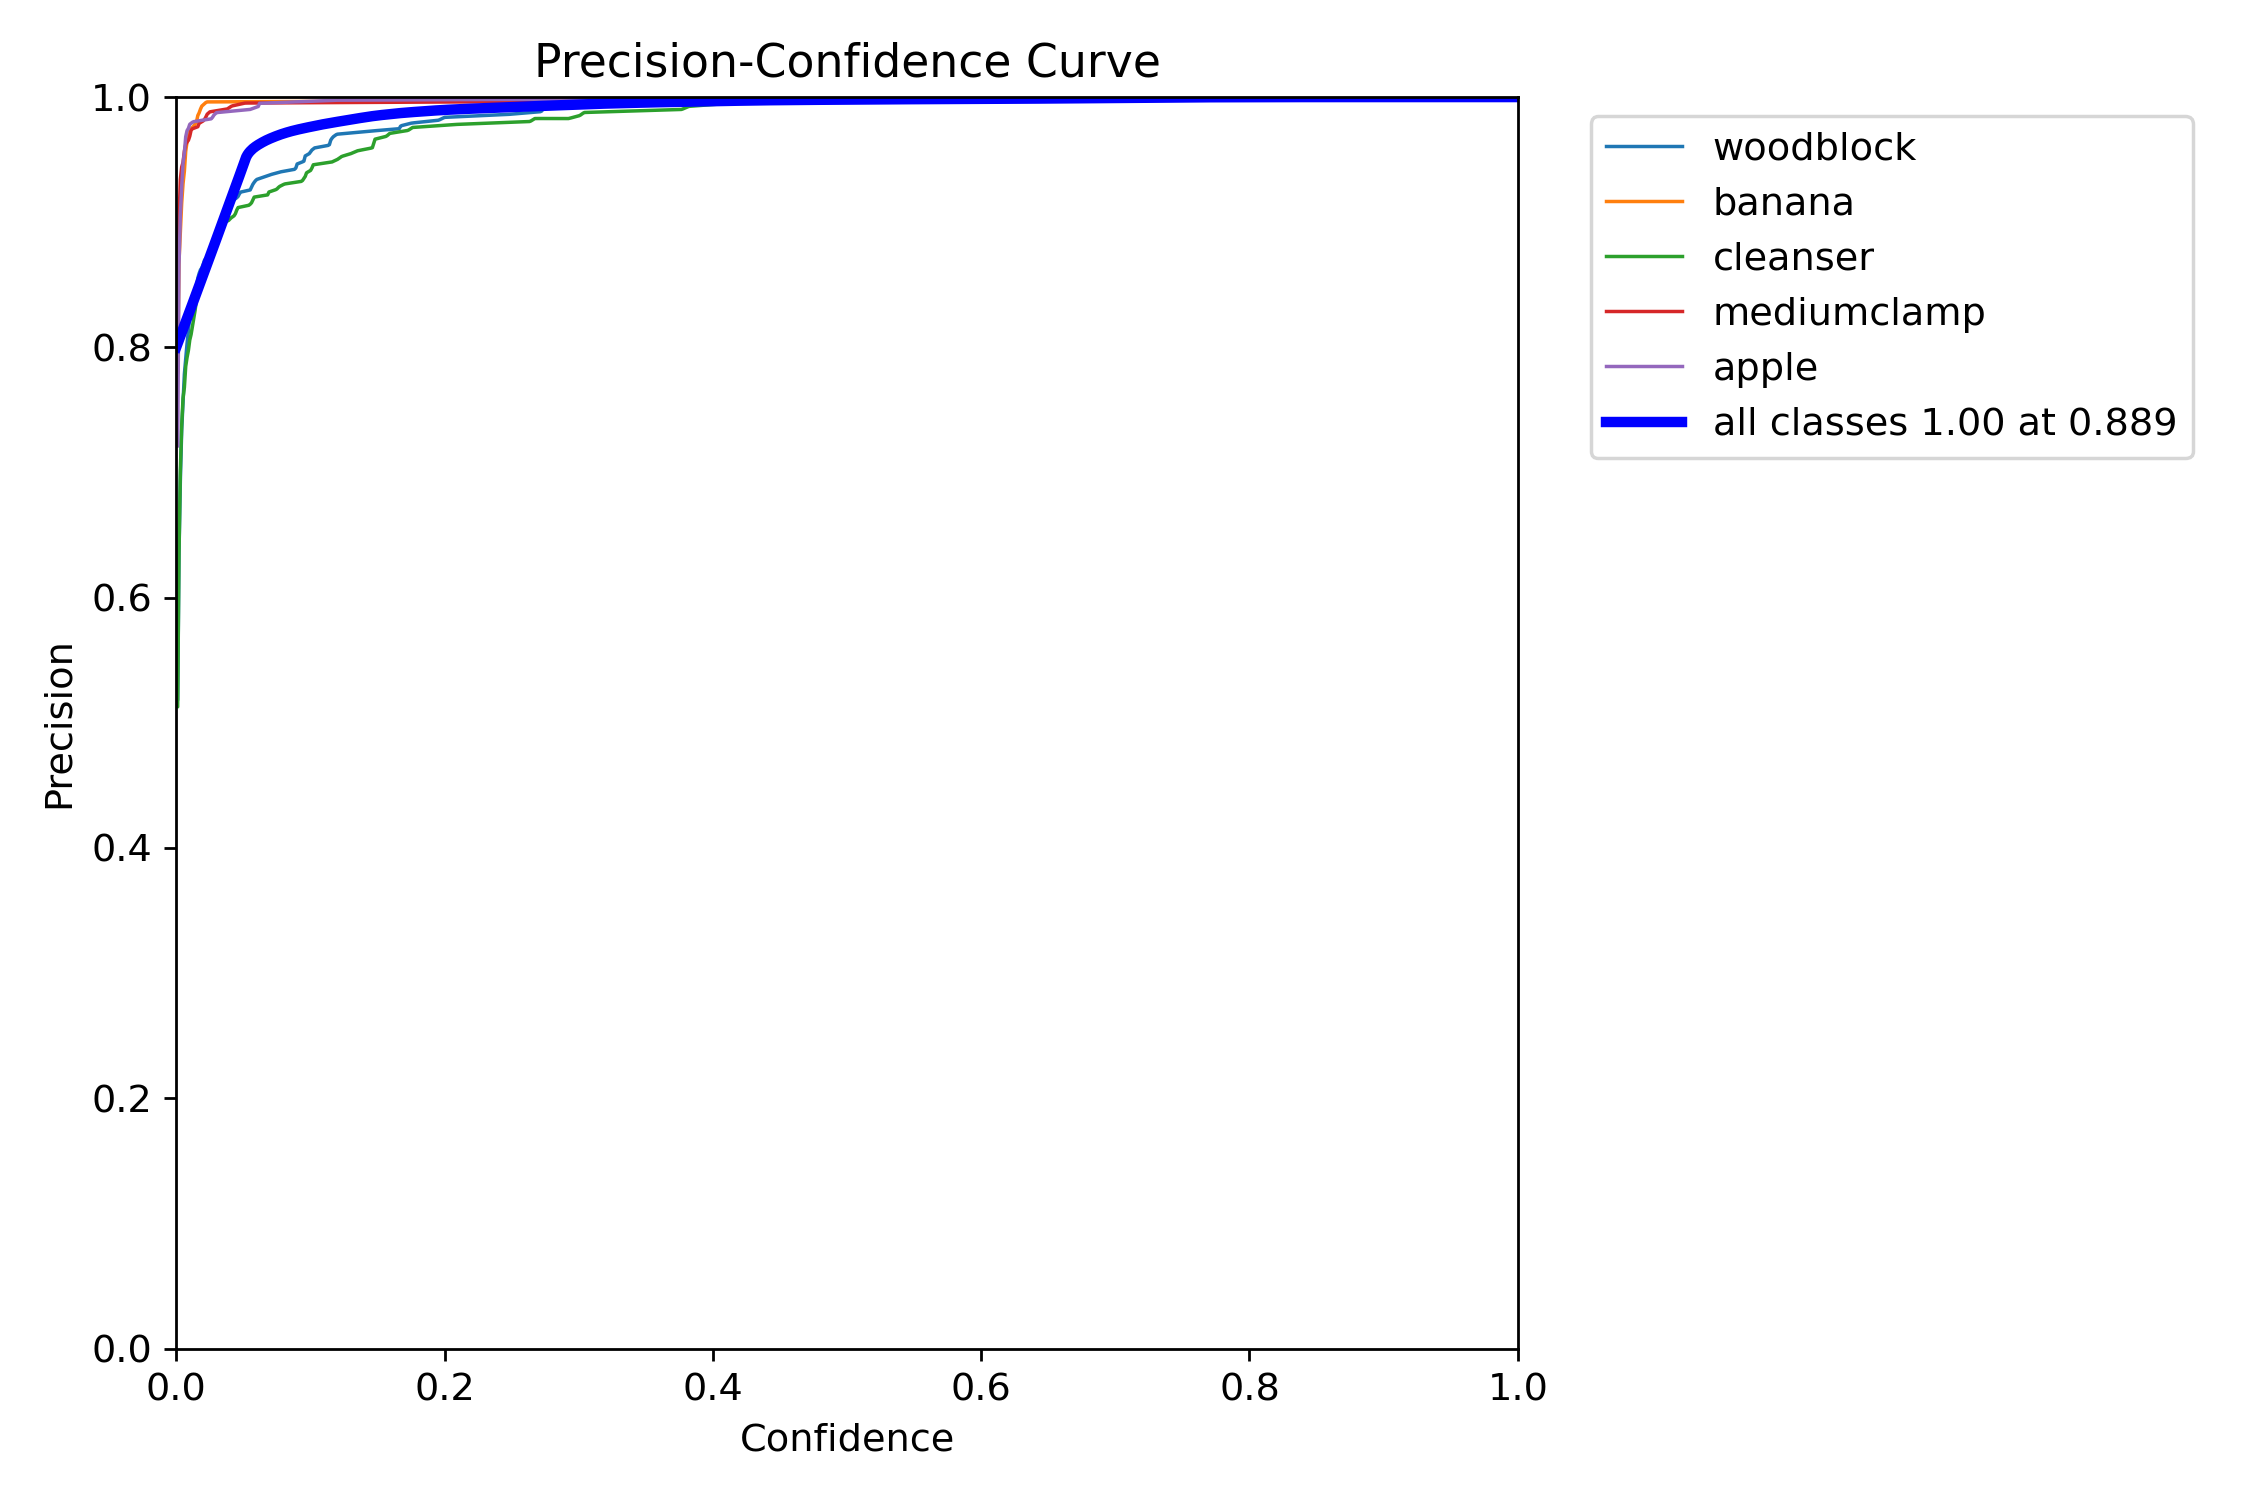 Precision-Confidence Curve
1.0
0.8
0.6
0.4
0.2
0.0
Precision
0.0 0.2 0.4 0.6 0.8 1.0
Confidence
woodblock
banana
cleanser
mediumclamp
apple
all classes 1.00 at 0.889